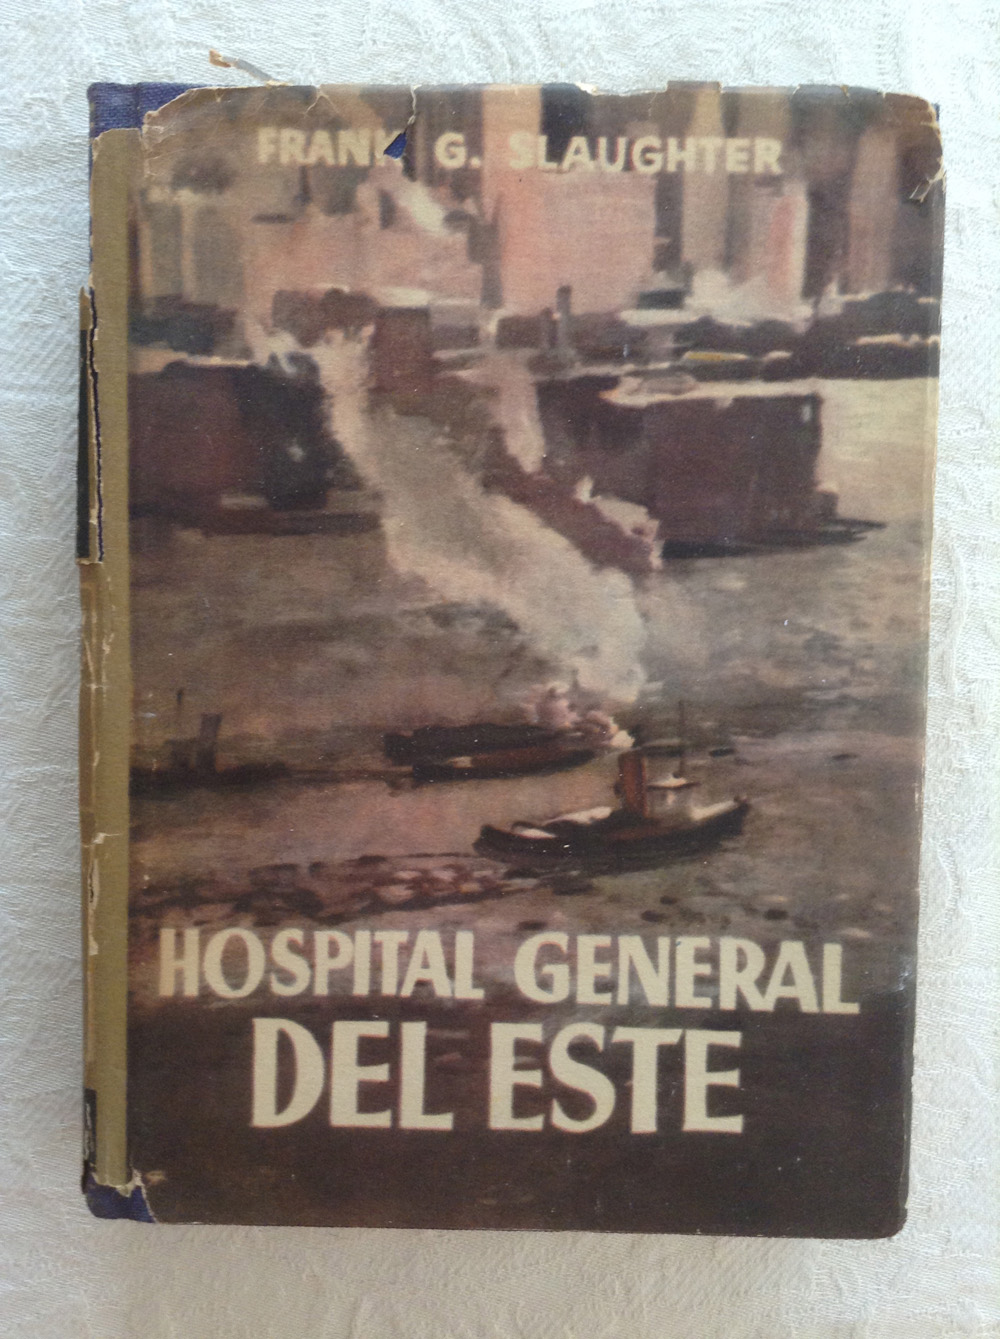 FRANK G. SLAUGHTER
HOSPITAL GENERAL
DEL ESTE